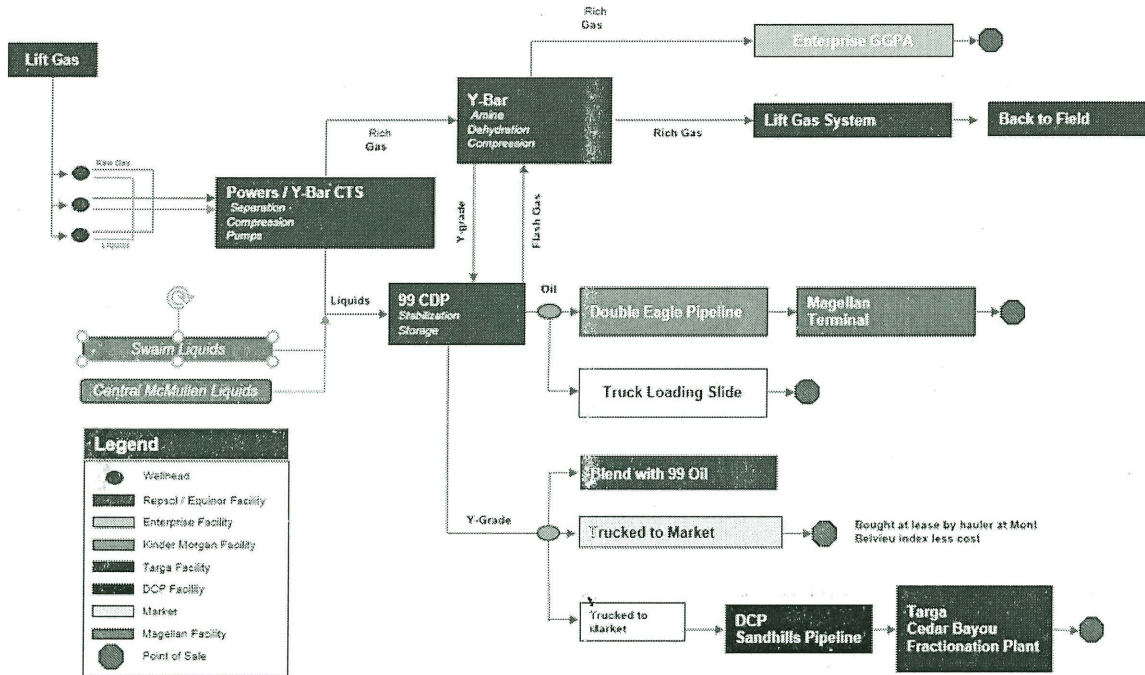 Rich
Gas
Lift Gas
Enterprise GGPA
Y-Bar
Amine
Dehydration
Compression
Rich
Gas
Rich Gas
Lift Gas System
Back to Field
Raw Gas
Liquids
Powers / Y-Bar CTS
Separation
Compression
Pumps
Y-grade
Flash Gas
Liquids
99 CDP
Stabilization
Storage
Oil
Double Eagle Pipeline
Magellan
Terminal
Swaim Liquids
Central McMullen Liquids
Truck Loading Slide
Legend
Wellhead
Repsol / Equinor Facility
Enterprise Facility
Kinder Morgan Facility
Targa Facility
DCP Facility
Market
Magellan Facility
Point of Sale
Blend with 99 Oil
Y-Grade
Trucked to Market
Bought at lease by hauler at Mont
Belvieu index less cost
Trucked to
Market
DCP
Sandhills Pipeline
Targa
Cedar Bayou
Fractionation Plant